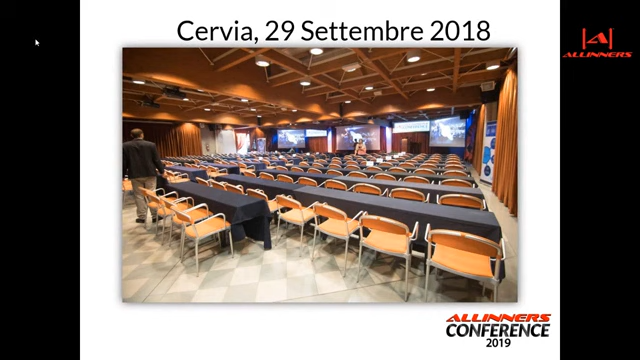 Cervia, 29 Settembre 2018
|A|
ALLINNERS
ALLINNERS
CONFERENCE
2019